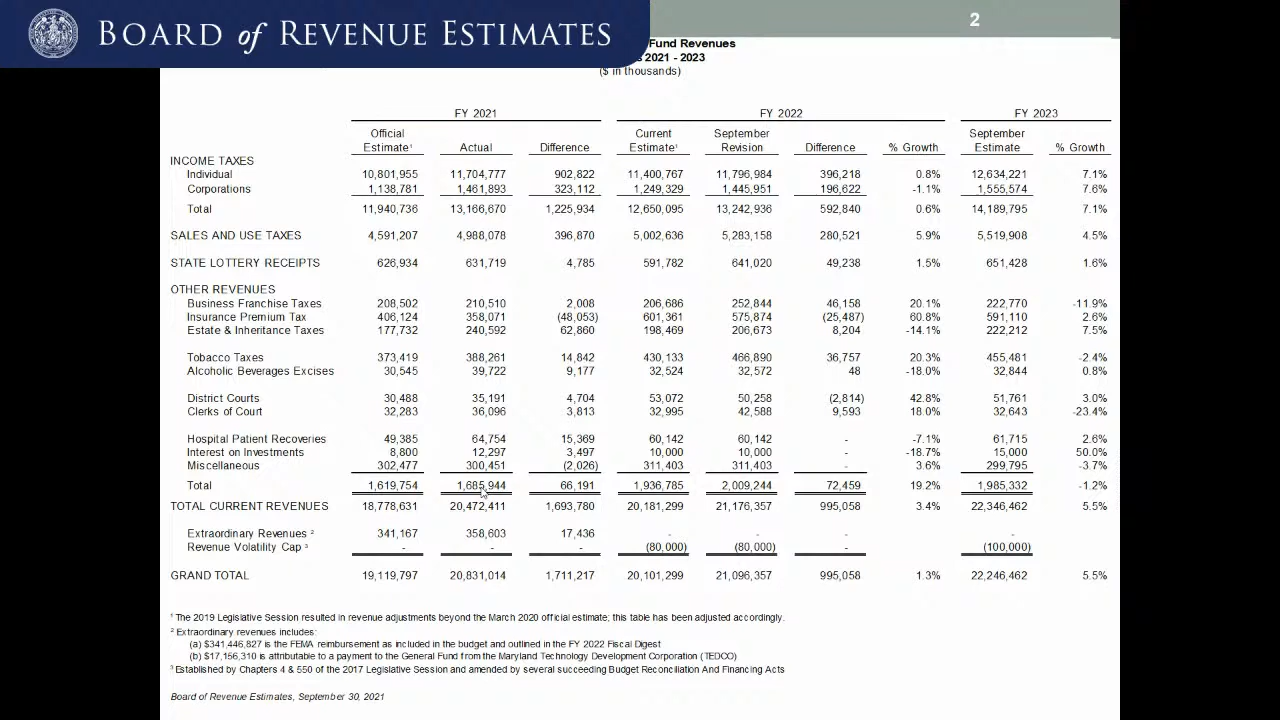 BOARD of REVENUE ESTIMATES
2
Fund Revenues
2021 - 2023
($ in thousands)
FY 2021 FY 2022 FY 2023
Official Current September September
Estimate¹ Actual Difference Estimate¹ Revision Difference % Growth Estimate % Growth
INCOME TAXES
Individual 10,801,955 11,704,777 902,822 11,400,767 11,796,984 396,218 0.8% 12,634,221 7.1%
Corporations 1,138,781 1,461,893 323,112 1,249,329 1,445,951 196,622 -1.1% 1,555,574 7.6%
Total 11,940,736 13,166,670 1,225,934 12,650,095 13,242,936 592,840 0.6% 14,189,795 7.1%
SALES AND USE TAXES 4,591,207 4,988,078 396,870 5,002,636 5,283,158 280,521 5.9% 5,519,908 4.5%
STATE LOTTERY RECEIPTS 626,934 631,719 4,785 591,782 641,020 49,238 1.5% 651,428 1.6%
OTHER REVENUES
Business Franchise Taxes 208,502 210,510 2,008 206,686 252,844 46,158 20.1% 222,770 -11.9%
Insurance Premium Tax 406,124 358,071 (48,053) 601,361 575,874 (25,487) 60.8% 591,110 2.6%
Estate & Inheritance Taxes 177,732 240,592 62,860 198,469 206,673 8,204 -14.1% 222,212 7.5%
Tobacco Taxes 373,419 388,261 14,842 430,133 466,890 36,757 20.3% 455,481 -2.4%
Alcoholic Beverages Excises 30,545 39,722 9,177 32,524 32,572 48 -18.0% 32,844 0.8%
District Courts 30,488 35,191 4,704 53,072 50,258 (2,814) 42.8% 51,761 3.0%
Clerks of Court 32,283 36,096 3,813 32,995 42,588 9,593 18.0% 32,643 -23.4%
Hospital Patient Recoveries 49,385 64,754 15,369 60,142 60,142 - -7.1% 61,715 2.6%
Interest on Investments 8,800 12,297 3,497 10,000 10,000 - -18.7% 15,000 50.0%
Miscellaneous 302,477 300,451 (2,026) 311,403 311,403 - 3.6% 299,795 -3.7%
Total 1,619,754 1,685,944 66,191 1,936,785 2,009,244 72,459 19.2% 1,985,332 -1.2%
TOTAL CURRENT REVENUES 18,778,631 20,472,411 1,693,780 20,181,299 21,176,357 995,058 3.4% 22,346,462 5.5%
Extraordinary Revenues ² 341,167 358,603 17,436 - - - -
Revenue Volatility Cap ³ - - - (80,000) (80,000) - (100,000)
GRAND TOTAL 19,119,797 20,831,014 1,711,217 20,101,299 21,096,357 995,058 1.3% 22,246,462 5.5%
¹ The 2019 Legislative Session resulted in revenue adjustments beyond the March 2020 official estimate; this table has been adjusted accordingly.
² Extraordinary revenues includes:
(a) $341,446,827 is the FEMA reimbursement as included in the budget and outlined in the FY 2022 Fiscal Digest
(b) $17,156,310 is attributable to a payment to the General Fund from the Maryland Technology Development Corporation (TEDCO)
³ Established by Chapters 4 & 550 of the 2017 Legislative Session and amended by several succeeding Budget Reconciliation And Financing Acts
Board of Revenue Estimates, September 30, 2021